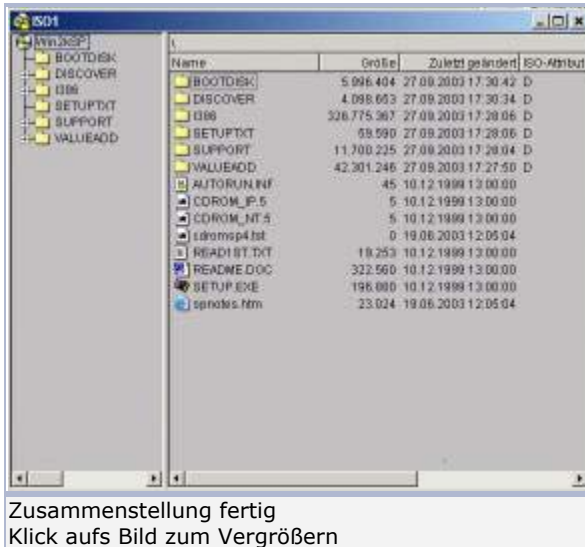 ISO1
Win2KSP
BOOTDISK
DISCOVER
I386
SETUPTXT
SUPPORT
VALUEADD
\
Name Größe Zuletzt geändert ISO-Attribut
BOOTDISK 5.996.404 27.09.2003 17:30:42 D
DISCOVER 4.098.653 27.09.2003 17:30:34 D
I386 326.775.367 27.09.2003 17:28:06 D
SETUPTXT 59.590 27.09.2003 17:28:06 D
SUPPORT 11.700.225 27.09.2003 17:28:04 D
VALUEADD 42.301.246 27.09.2003 17:27:50 D
AUTORUN.INF 45 10.12.1999 13:00:00
CDROM_IP.5 5 10.12.1999 13:00:00
CDROM_NT.5 5 10.12.1999 13:00:00
cdromsp4.tst 0 19.06.2003 12:05:04
READ1ST.TXT 19.253 10.12.1999 13:00:00
README.DOC 322.560 10.12.1999 13:00:00
SETUP.EXE 10.12.1999 13:00:00
spnotes.htm 23.024 19.06.2003 12:05:04
Zusammenstellung fertig
Klick aufs Bild zum Vergrößern